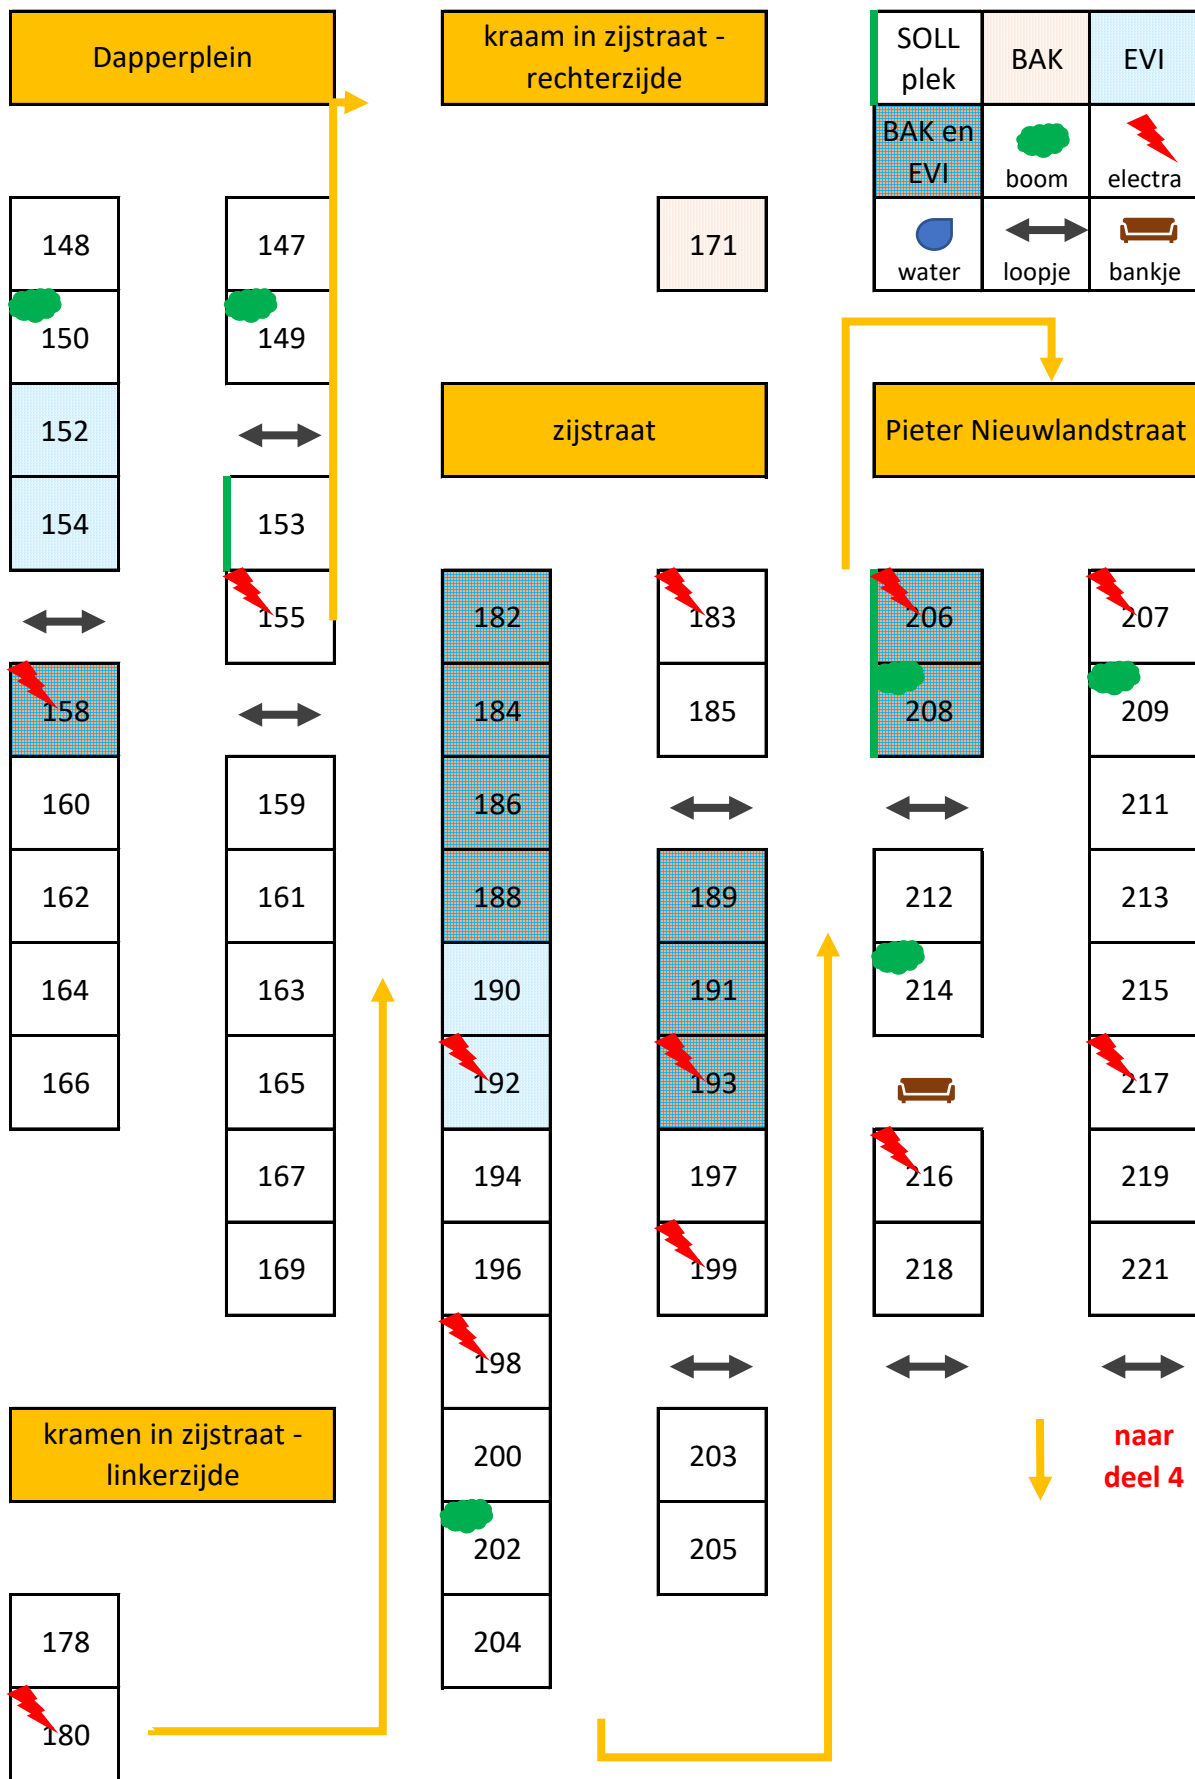 Dapperplein
148
147
150
149
152
154
153
155
158
160
159
162
161
164
163
166
165
167
169
kramen in zijstraat -
linkerzijde
178
180
kraam in zijstraat -
rechterzijde
171
zijstraat
182
183
184
185
186
188
189
190
191
192
193
194
197
196
199
198
200
203
202
205
204
SOLL
plek
BAK
EVI
BAK en
EVI
boom
electra
water
loopje
bankje
Pieter Nieuwlandstraat
206
207
208
209
211
212
213
214
215
217
216
219
218
221
naar
deel 4